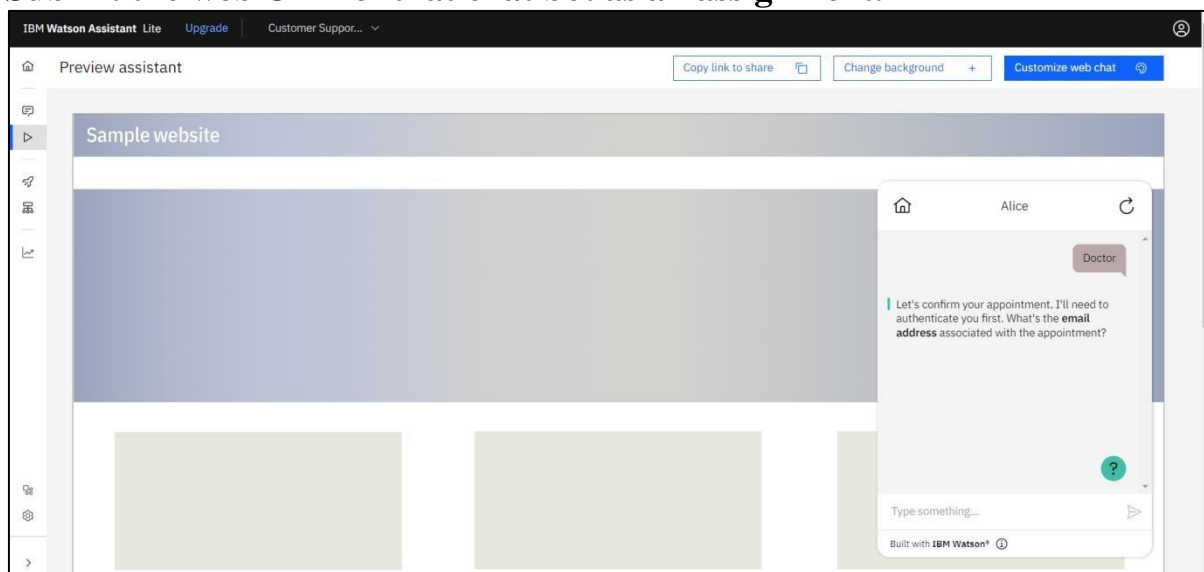 IBM Watson Assistant Lite Upgrade Customer Suppor...
Preview assistant Copy link to share Change background + Customize web chat
Sample website
Alice
Doctor
Let's confirm your appointment. I'll need to
authenticate you first. What's the email
address associated with the appointment?
?
Type something...
Built with IBM Watson®